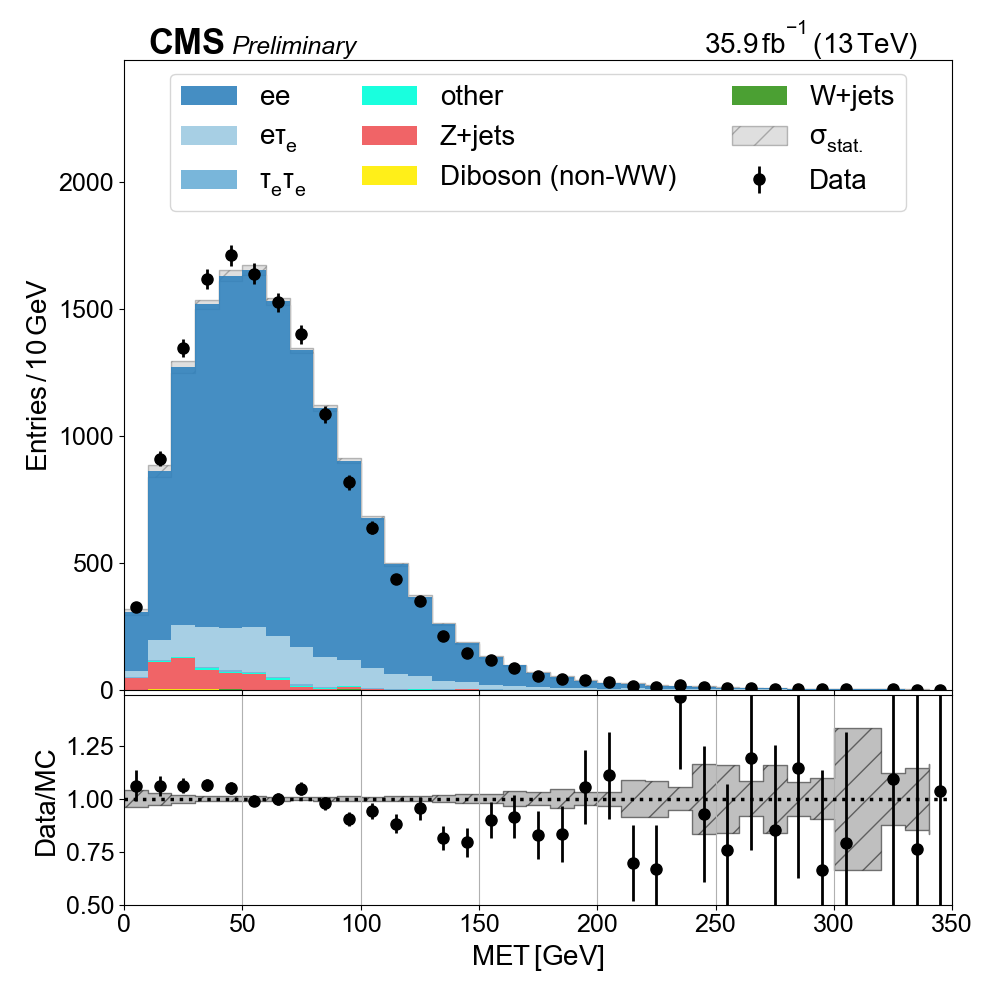 CMS Preliminary 35.9 fb⁻¹ (13 TeV)
ee other W+jets
eτₑ Z+jets σstat.
τₑτₑ Diboson (non-WW) Data
Entries / 10 GeV
2000
1500
1000
500
0
Data/MC
1.25
1.00
0.75
0.50
0 50 100 150 200 250 300 350
MET [GeV]